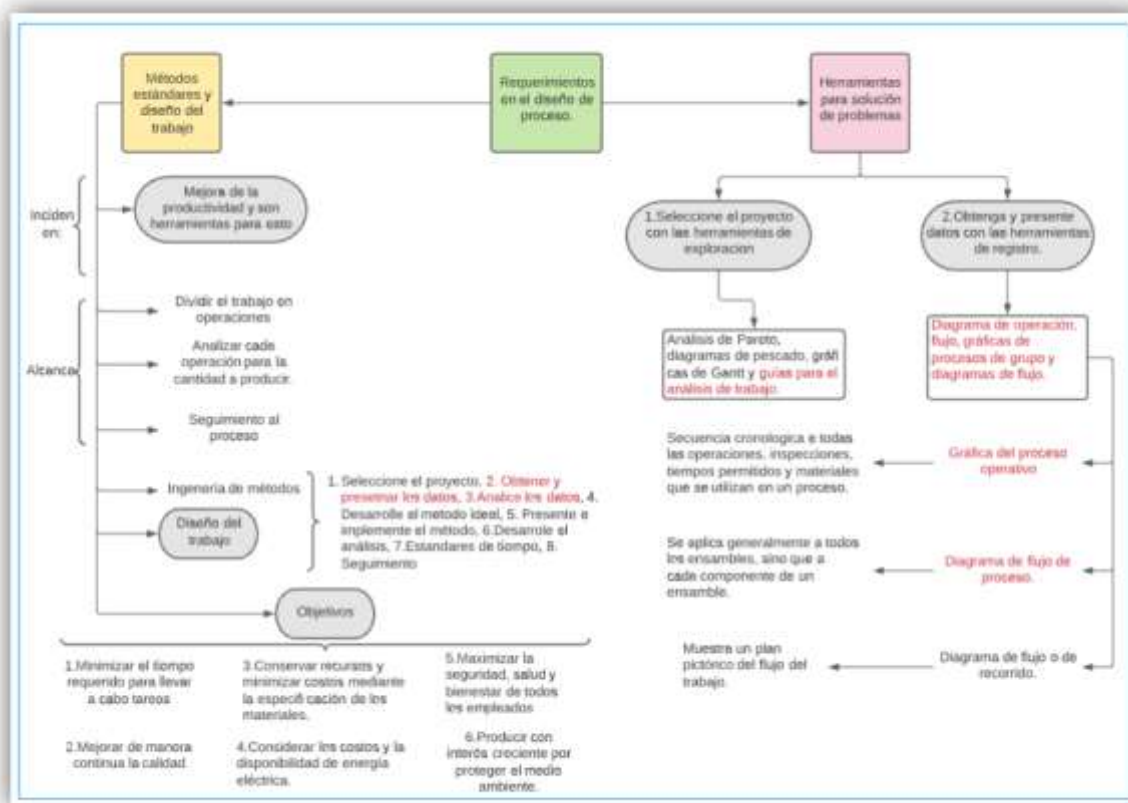 Métodos
estándares y
diseño del
trabajo
Requerimientos
en el diseño de
proceso.
Herramientas
para solución
de problemas
Inciden
en:
Mejora de la
productividad y son
herramientas para esto
1.Seleccione el proyecto
con las herramientas de
exploracion
2.Obtenga y presente
datos con las herramientas
de registro.
Alcance
Dividir el trabajo en
operaciones
Analizar cade
operación para la
cantidad a producir.
Seguimiento al
proceso
Análisis de Pareto,
diagramas de pescado, gráfi
cas de Gantt y guías para el
análisis de trabajo.
Diagrama de operación,
flujo, gráficas de
procesos de grupo y
diagramas de flujo.
Secuencia cronologica e todas
las operaciones, inspecciones,
tiempos permitidos y materiales
que se utilizan en un proceso.
Gráfica del proceso
operativo
Ingeneria de métodos
Diseño del
trabajo
1. Seleccione el proyecto, 2. Obtener y
presetnar los datos, 3.Analice los datos, 4.
Desarrolle al metodo ideal, 5. Presente e
implemente el método, 6.Desarrole el
análisis, 7.Estandares de tiempo, 8.
Seguimiento
Se aplica generalmente a todos
los ensambles, sino que a
cada componente de un
ensamble.
Diagrama de flujo de
proceso.
Objetivos
Muestra un plan
pictórico del flujo del
trabajo.
Diagrama de flujo o de
recorrido.
1.Minimizar el tiempo
requerido para llevar
a cabo tareas
3.Conservar recursos y
minimizar costos mediante
la especifi cación de los
materiales.
5.Maximizar la
seguridad, salud y
bienestar de todos
los empleados
2.Mejorar de manera
continua la calidad.
4.Considerar los costos y la
disponibilidad de energía
eléctrica.
6.Producir con
interés creciente por
proteger el medio
ambiente.